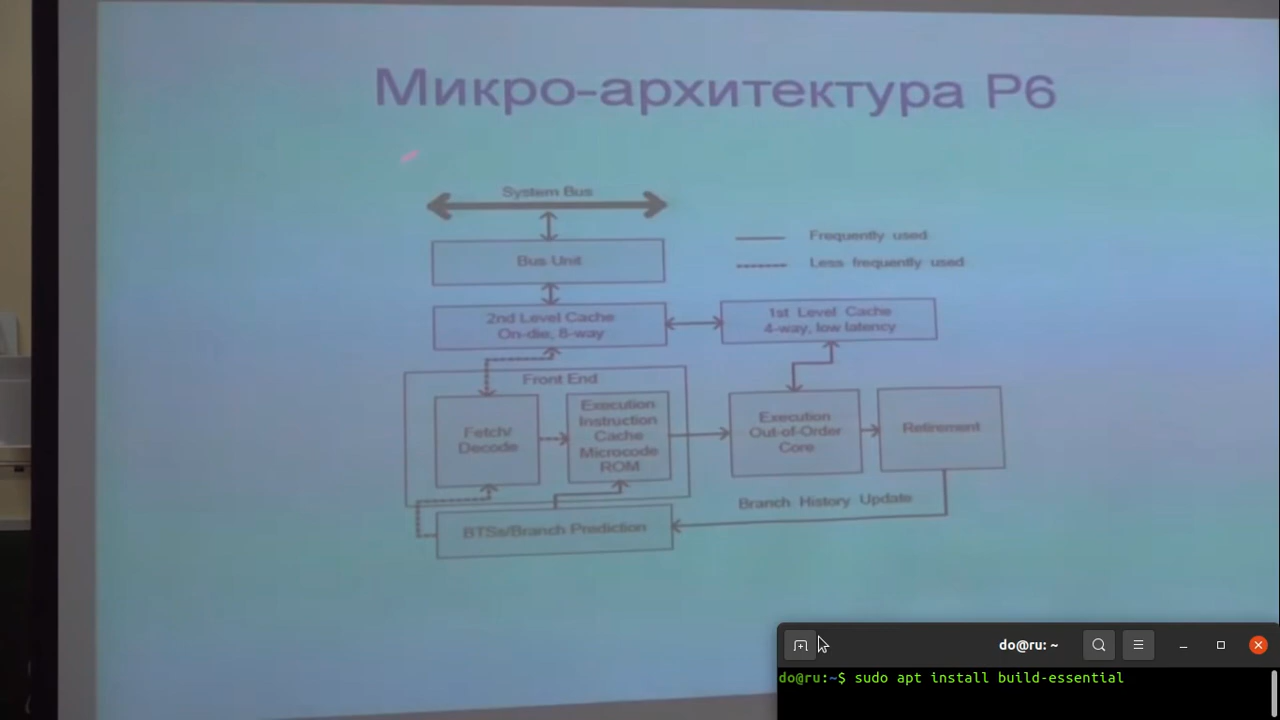 Микро-архитектура P6
System Bus
Bus Unit
Frequently used
Less frequently used
2nd Level Cache
On-die, 8-way
1st Level Cache
4-way, low latency
Front End
Fetch/
Decode
Execution
Instruction
Cache
Microcode
ROM
Execution
Out-of-Order
Core
Retirement
Branch History Update
BTSs/Branch Prediction
do@ru: ~
do@ru:~$ sudo apt install build-essential